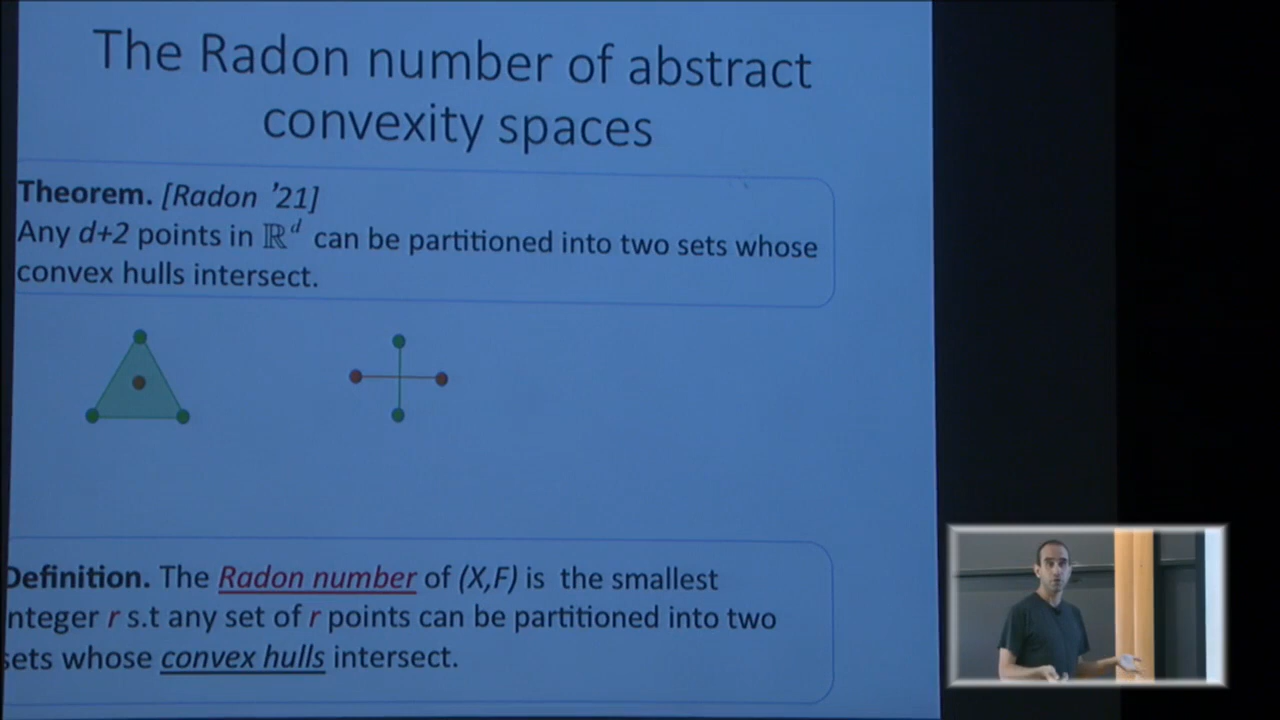 The Radon number of abstract
convexity spaces
Theorem. [Radon '21]
Any d+2 points in ℝᵈ can be partitioned into two sets whose
convex hulls intersect.
Definition. The Radon number of (X,F) is the smallest
nteger r s.t any set of r points can be partitioned into two
sets whose convex hulls intersect.